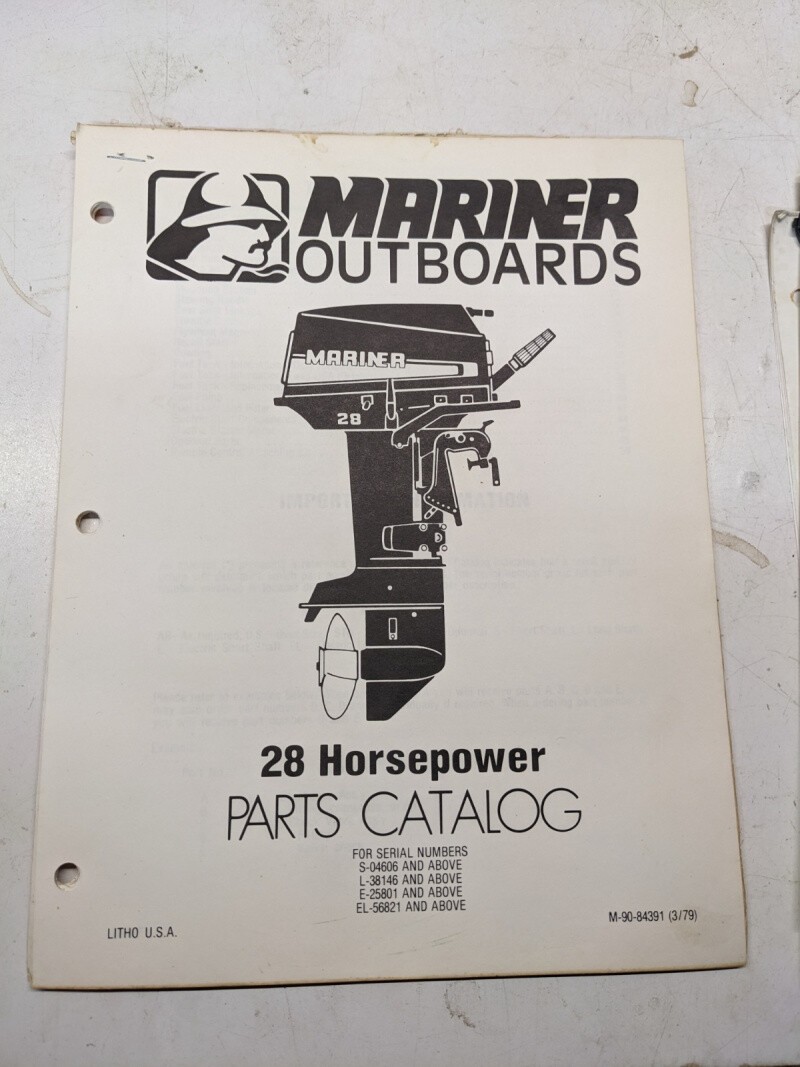 MARINER
OUTBOARDS
MARINER
28
28 Horsepower
PARTS CATALOG
FOR SERIAL NUMBERS
S-04606 AND ABOVE
L-38146 AND ABOVE
E-25801 AND ABOVE
EL-56821 AND ABOVE
LITHO U.S.A.
M-90-84391 (3/79)